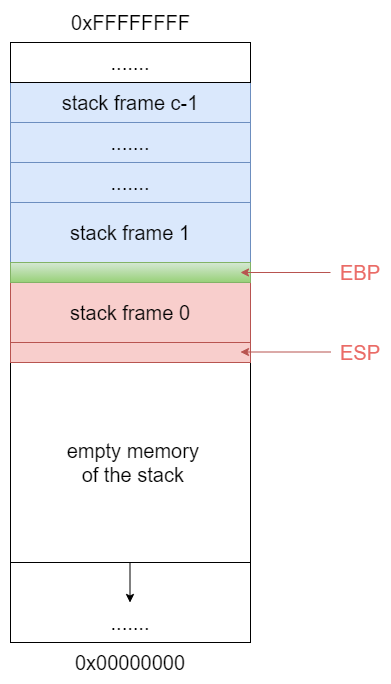 0xFFFFFFFF
.......
stack frame c-1
.......
.......
stack frame 1
EBP
stack frame 0
ESP
empty memory
of the stack
.......
0x00000000